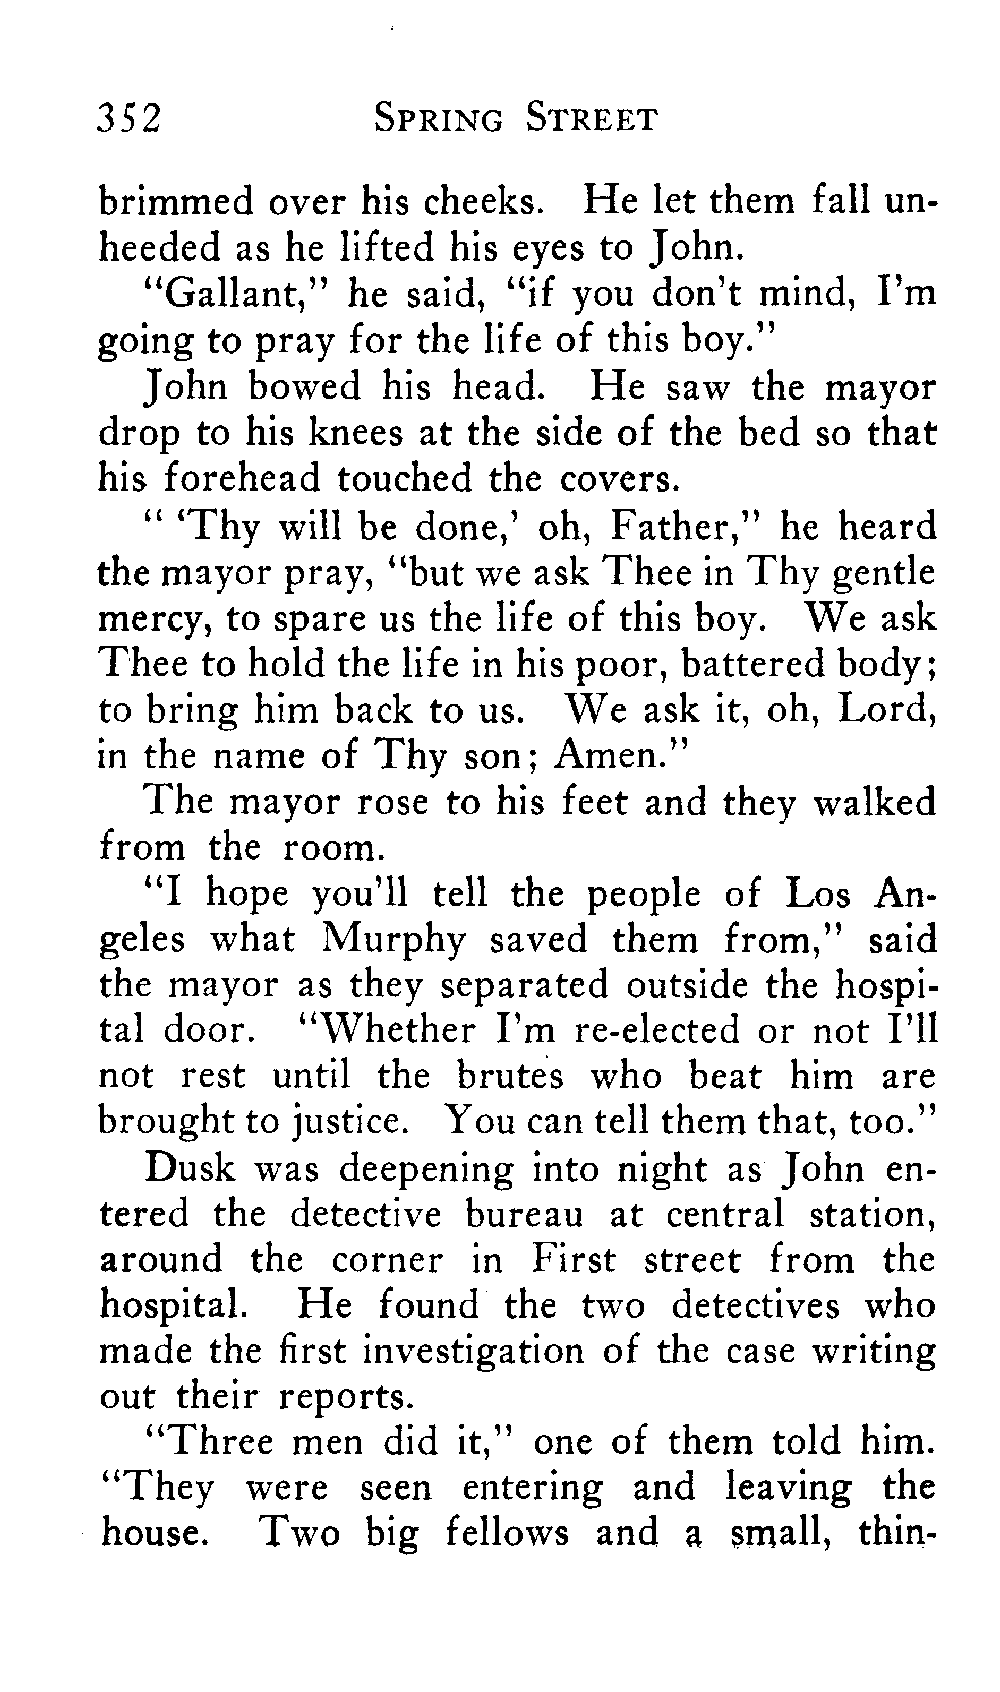 352 SPRING STREET
brimmed over his cheeks. He let them fall un-
heeded as he lifted his eyes to John.
"Gallant," he said, "if you don't mind, I'm
going to pray for the life of this boy."
John bowed his head. He saw the mayor
drop to his knees at the side of the bed so that
his forehead touched the covers.
" 'Thy will be done,' oh, Father," he heard
the mayor pray, "but we ask Thee in Thy gentle
mercy, to spare us the life of this boy. We ask
Thee to hold the life in his poor, battered body;
to bring him back to us. We ask it, oh, Lord,
in the name of Thy son; Amen."
The mayor rose to his feet and they walked
from the room.
"I hope you'll tell the people of Los An-
geles what Murphy saved them from," said
the mayor as they separated outside the hospi-
tal door. "Whether I'm re-elected or not I'll
not rest until the brutes who beat him are
brought to justice. You can tell them that, too."
Dusk was deepening into night as John en-
tered the detective bureau at central station,
around the corner in First street from the
hospital. He found the two detectives who
made the first investigation of the case writing
out their reports.
"Three men did it," one of them told him.
"They were seen entering and leaving the
house. Two big fellows and a small, thin-